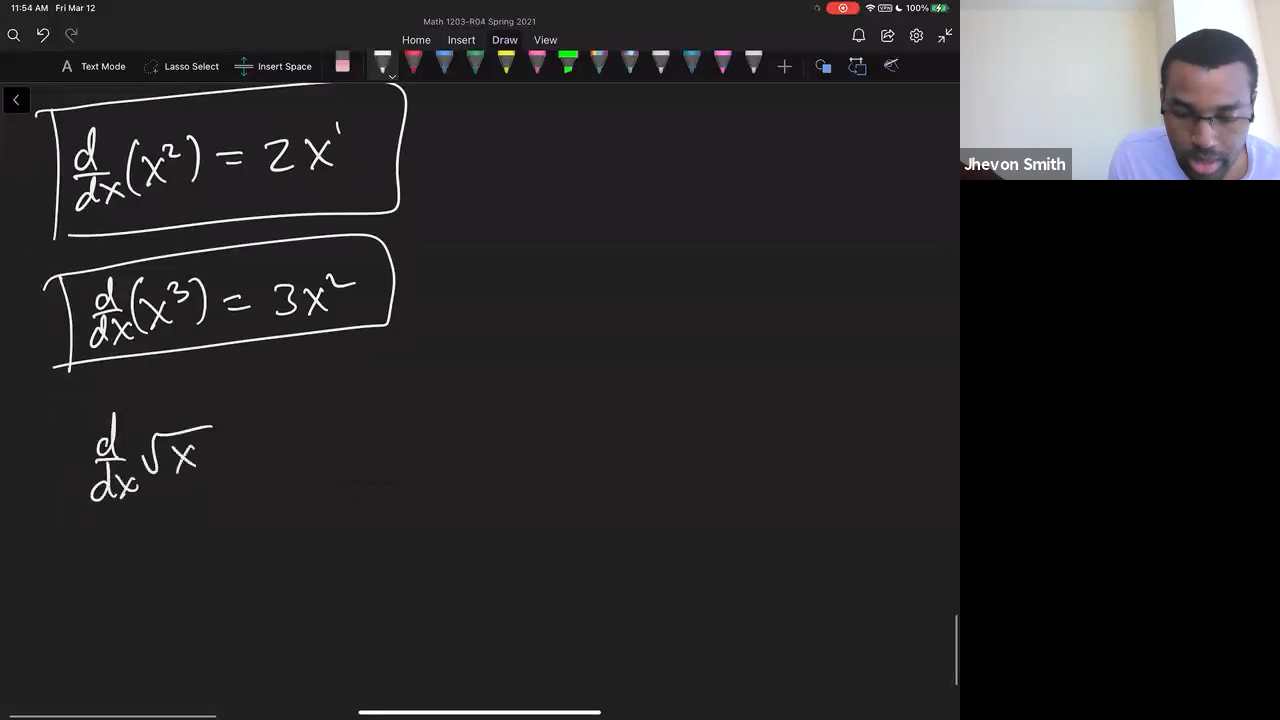 11:54 AM Fri Mar 12
VPN 100%
Math 1203-R04 Spring 2021
Home Insert Draw View
Text Mode Lasso Select Insert Space
d/dx (x²) = 2x¹
d/dx (x³) = 3x²
d/dx √x
Jhevon Smith